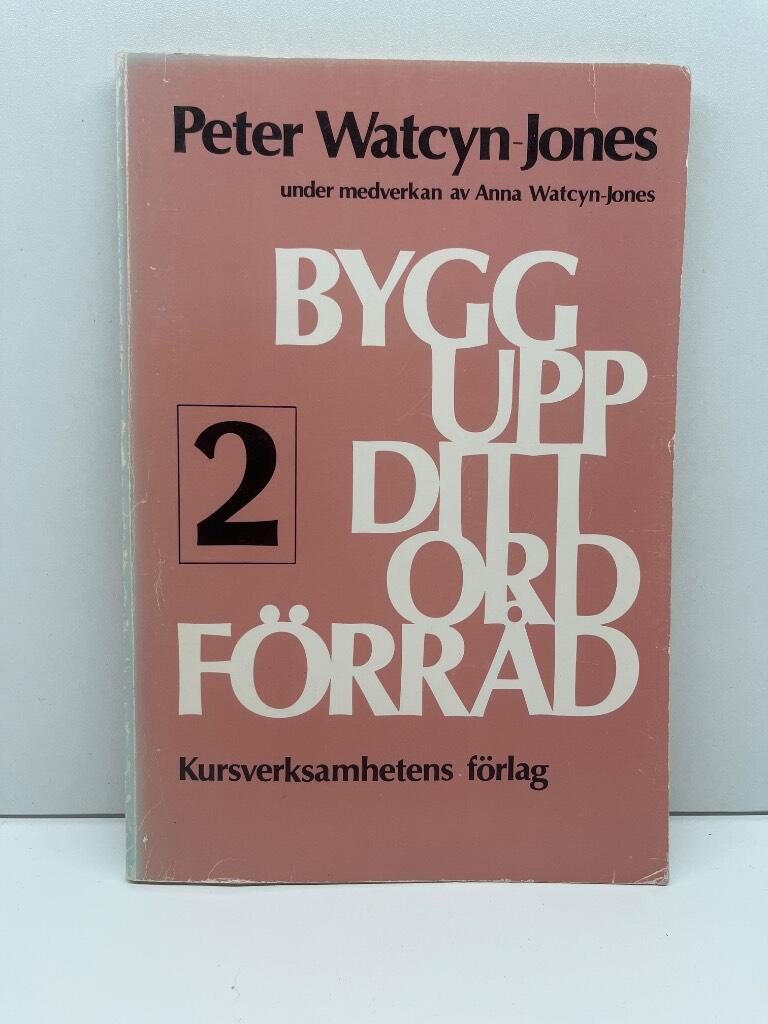 Peter Watcyn-Jones
under medverkan av Anna Watcyn-Jones
BYGG
UPP
DITT
ORD
FÖRRÅD
2
Kursverksamhetens förlag